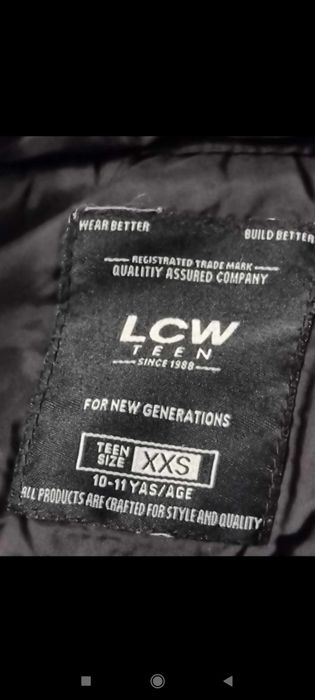 WEAR BETTER
BUILD BETTER
REGISTRATED TRADE MARK
QUALITIY ASSURED COMPANY
LCW
TEEN
SINCE 1988
FOR NEW GENERATIONS
TEEN SIZE XXS
10-11 YAS/AGE
ALL PRODUCTS ARE CRAFTED FOR STYLE AND QUALITY